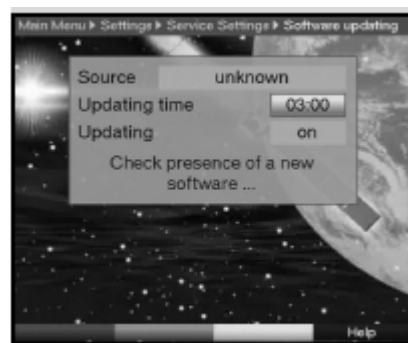 Main Menu ▶ Settings ▶ Service Settings ▶ Software updating
Source unknown
Updating time 03:00
Updating on
Check presence of a new
software ...
Help